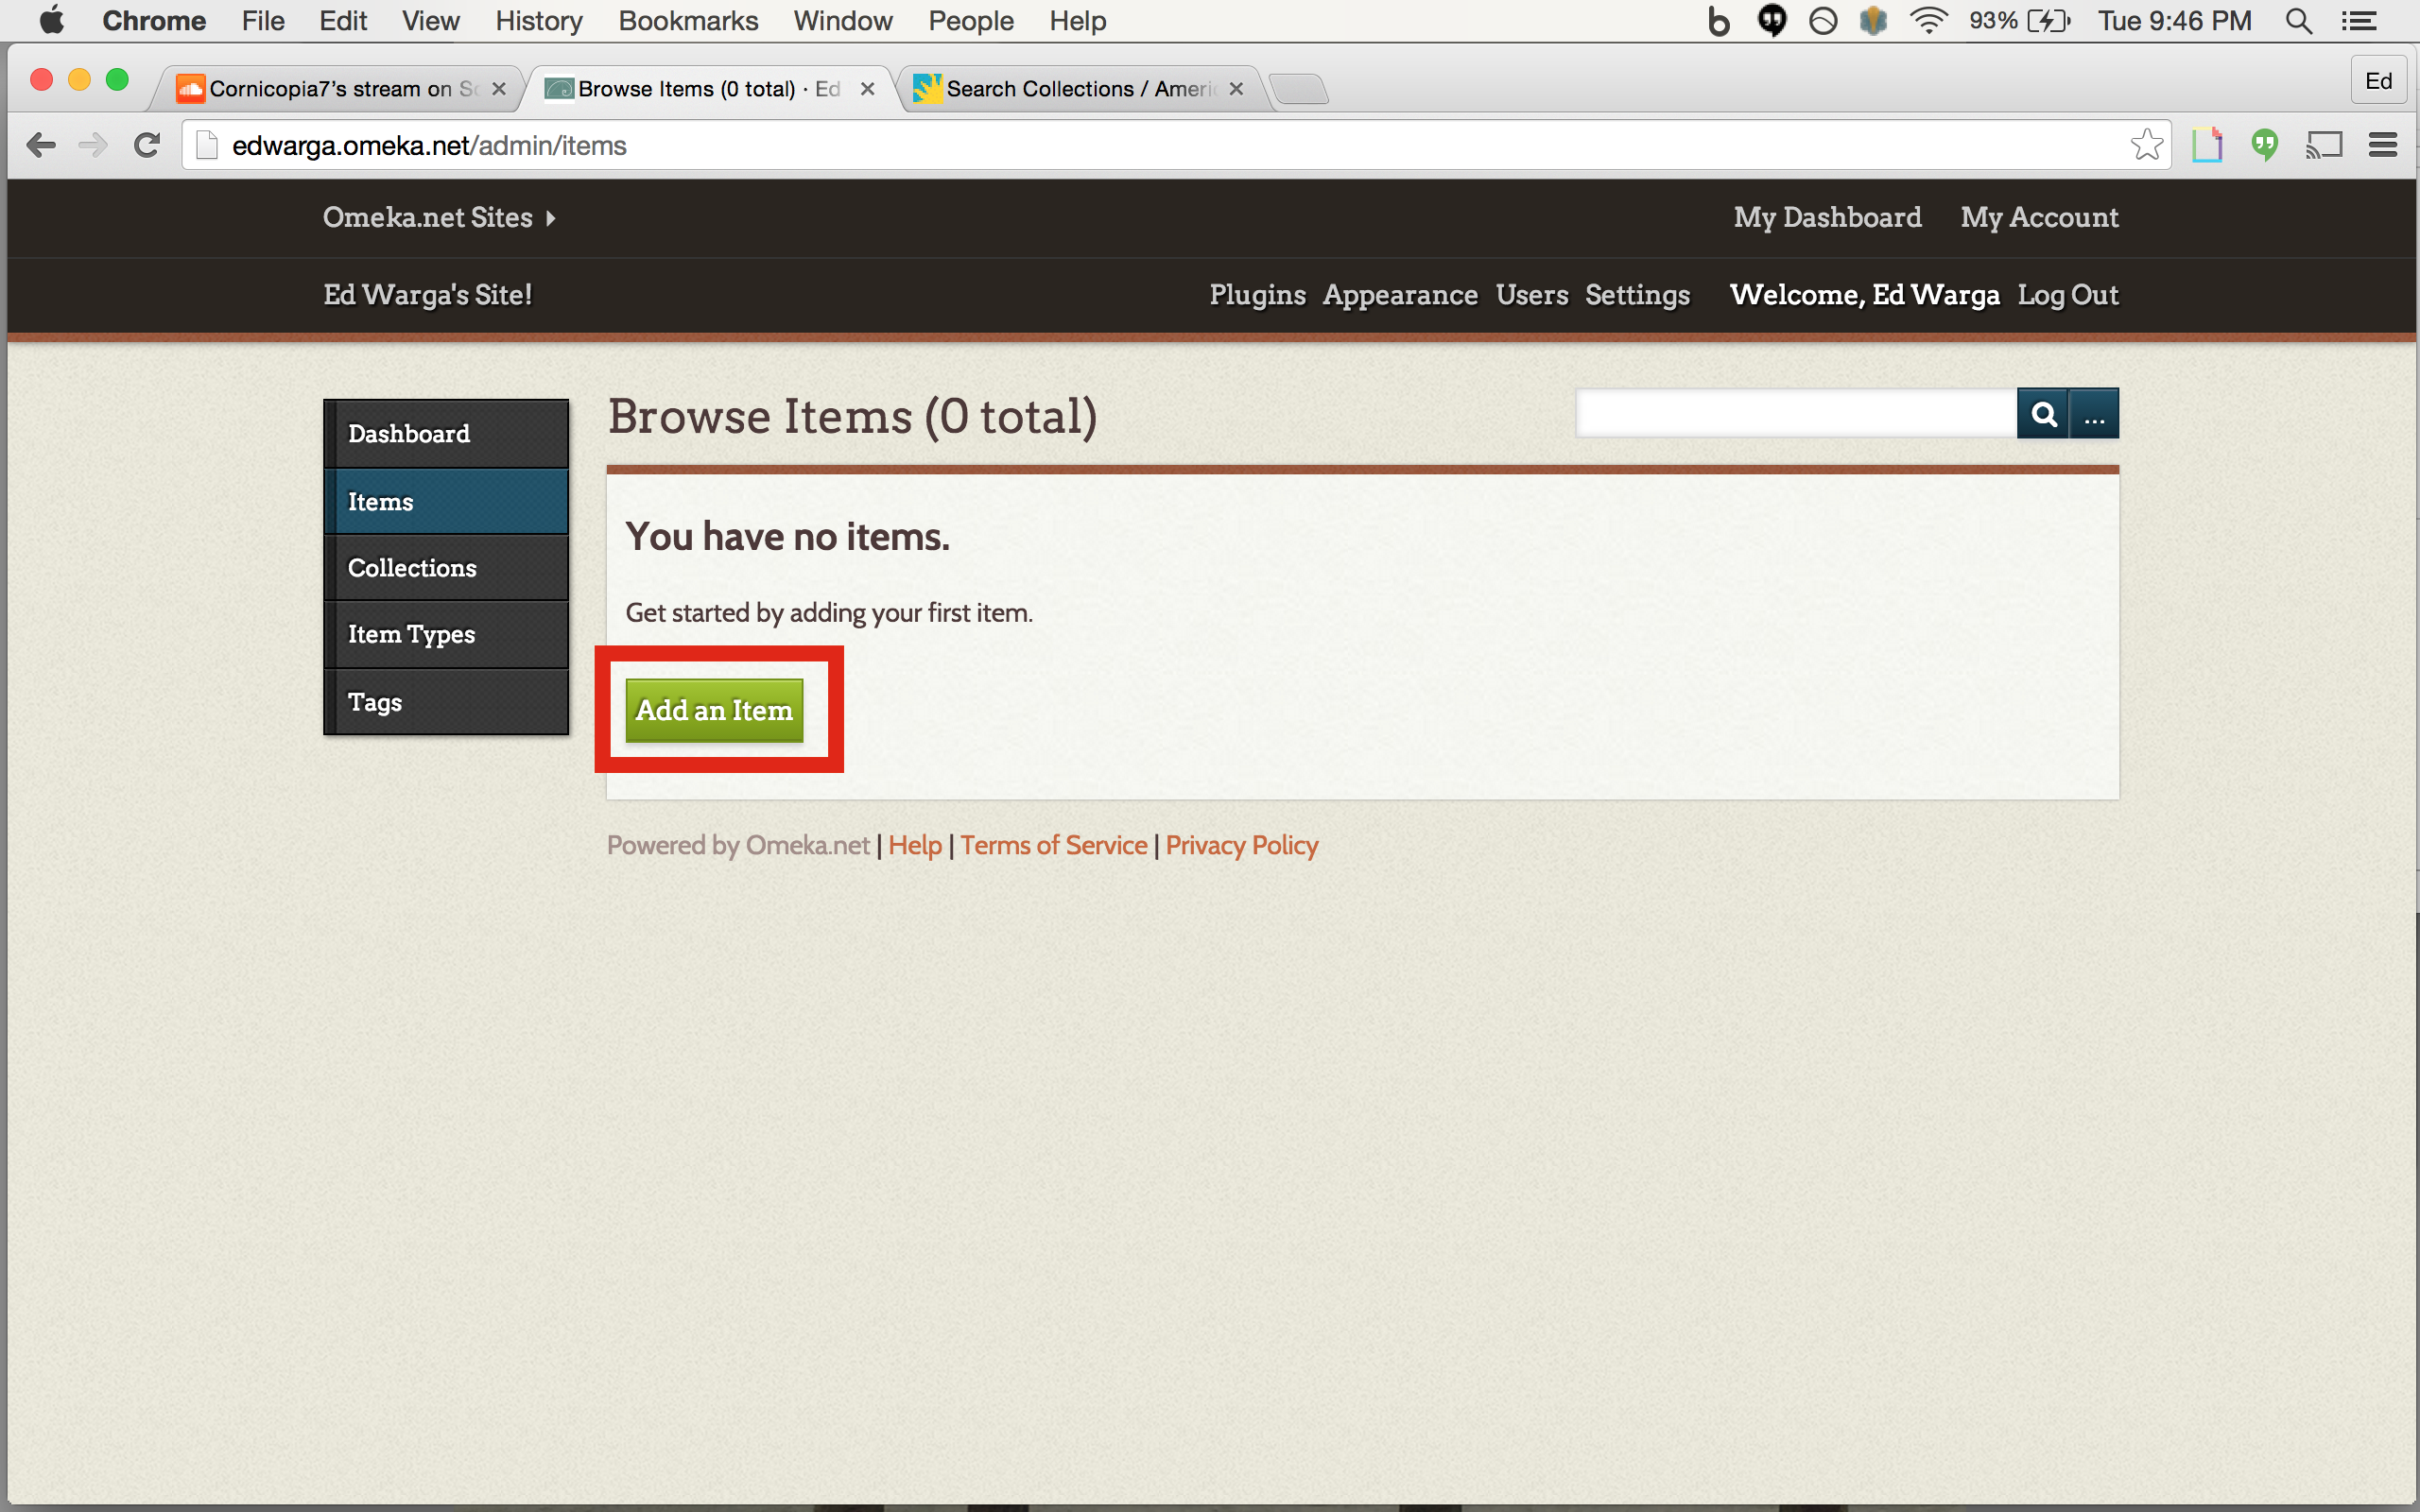 Chrome File Edit View History Bookmarks Window People Help 93% Tue 9:46 PM
Cornicopia7's stream on Browse Items (0 total) · Ed Search Collections / Ed
edwarga.omeka.net/admin/items
Omeka.net Sites My Dashboard My Account
Ed Warga's Site! Plugins Appearance Users Settings Welcome, Ed Warga Log Out
Browse Items (0 total) ...
Dashboard
Items
Collections
Item Types
Tags
You have no items.
Get started by adding your first item.
Add an Item
Powered by Omeka.net | Help | Terms of Service | Privacy Policy